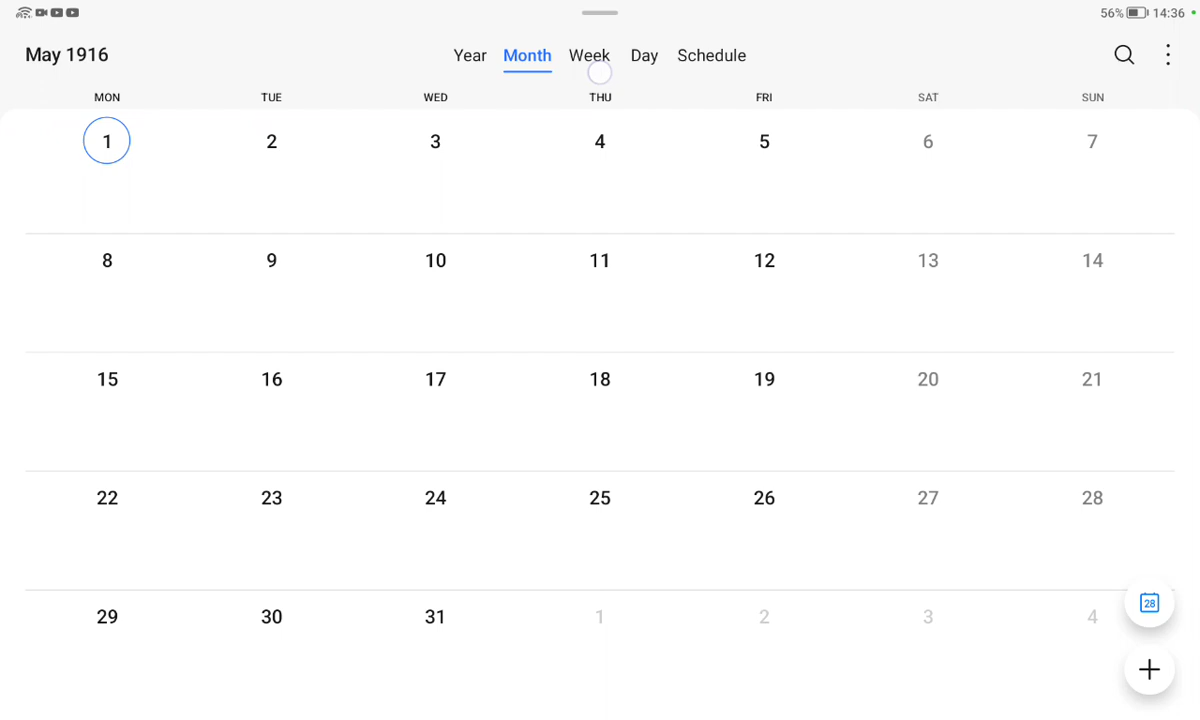 56% 14:36
May 1916 Year Month Week Day Schedule
MON TUE WED THU FRI SAT SUN
1 2 3 4 5 6 7
8 9 10 11 12 13 14
15 16 17 18 19 20 21
22 23 24 25 26 27 28
29 30 31 1 2 3 4
28